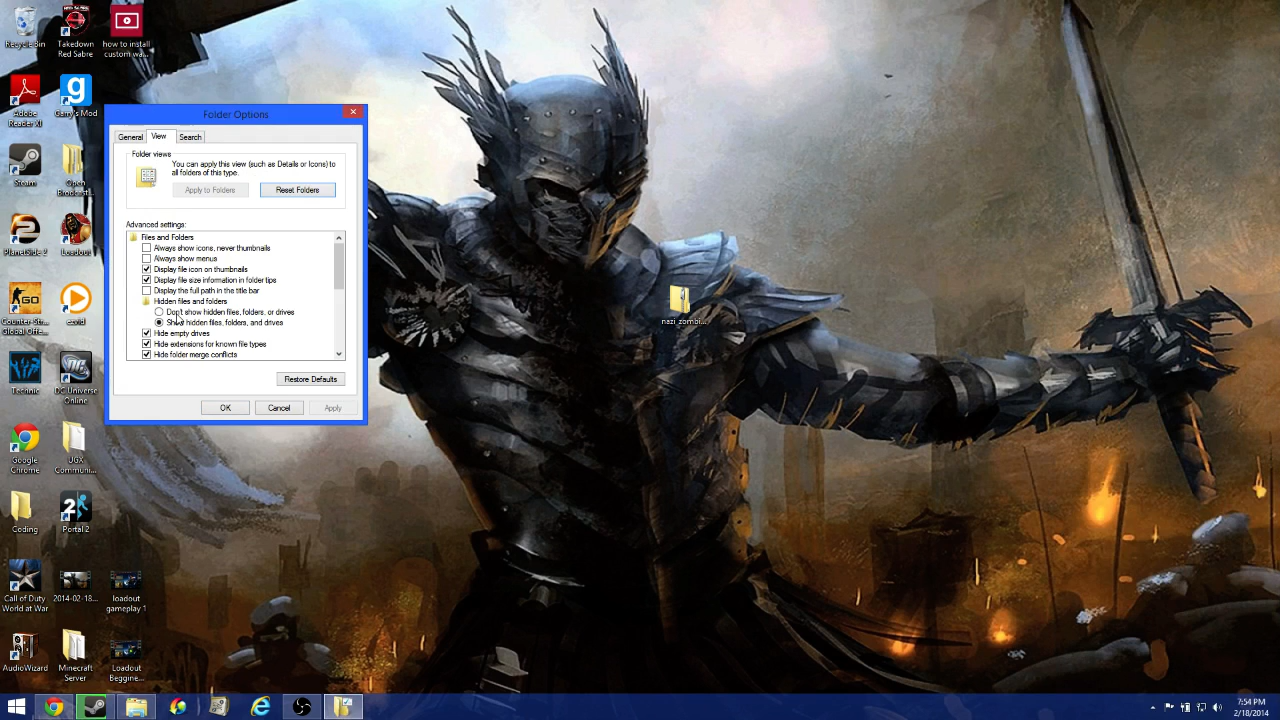 Recycle Bin
Takedown
Red Sabre
how to install
custom wa...
Adobe
Reader XI
Garry's Mod
Steam
Open
Broadcast...
PlanetSide 2
Loadout
Counter-Str...
Global Offe...
ezvid
Technic
DC Universe
Online
Google
Chrome
UGX
Communi...
Coding
Portal 2
Call of Duty
World at War
2014-02-18...
loadout
gameplay 1
AudioWizard
Minecraft
Server
Loadout
Beggine...
Folder Options
General
View
Search
Folder views
You can apply this view (such as Details or Icons) to
all folders of this type.
Apply to Folders
Reset Folders
Advanced settings:
Files and Folders
Always show icons, never thumbnails
Always show menus
Display file icon on thumbnails
Display file size information in folder tips
Display the full path in the title bar
Hidden files and folders
Don't show hidden files, folders, or drives
Show hidden files, folders, and drives
Hide empty drives
Hide extensions for known file types
Hide folder merge conflicts
Restore Defaults
OK
Cancel
Apply
nazi_zombi...
7:54 PM
2/18/2014